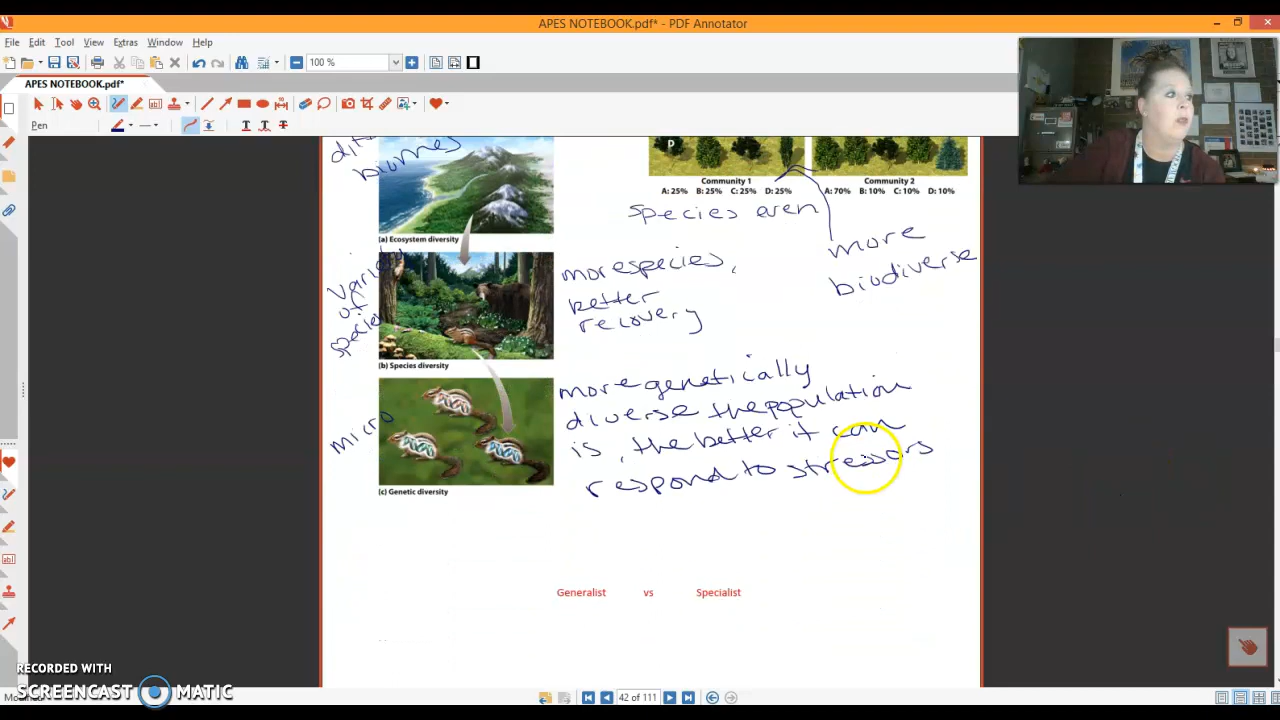 APES NOTEBOOK.pdf* - PDF Annotator
File Edit Tool View Extras Window Help
New Open
100 %
APES NOTEBOOK.pdf*
Pen
biomes
P
Community 1 Community 2
A: 25% B: 25% C: 25% D: 25% A: 70% B: 10% C: 10% D: 10%
species even
(a) Ecosystem diversity
more
biodiverse
variety
of
species
more species,
better
recovery
(b) Species diversity
more genetically
diverse the population
is, the better it can
respond to stressors
micro
(c) Genetic diversity
Generalist vs Specialist
RECORDED WITH
SCREENCAST MATIC
42 of 111